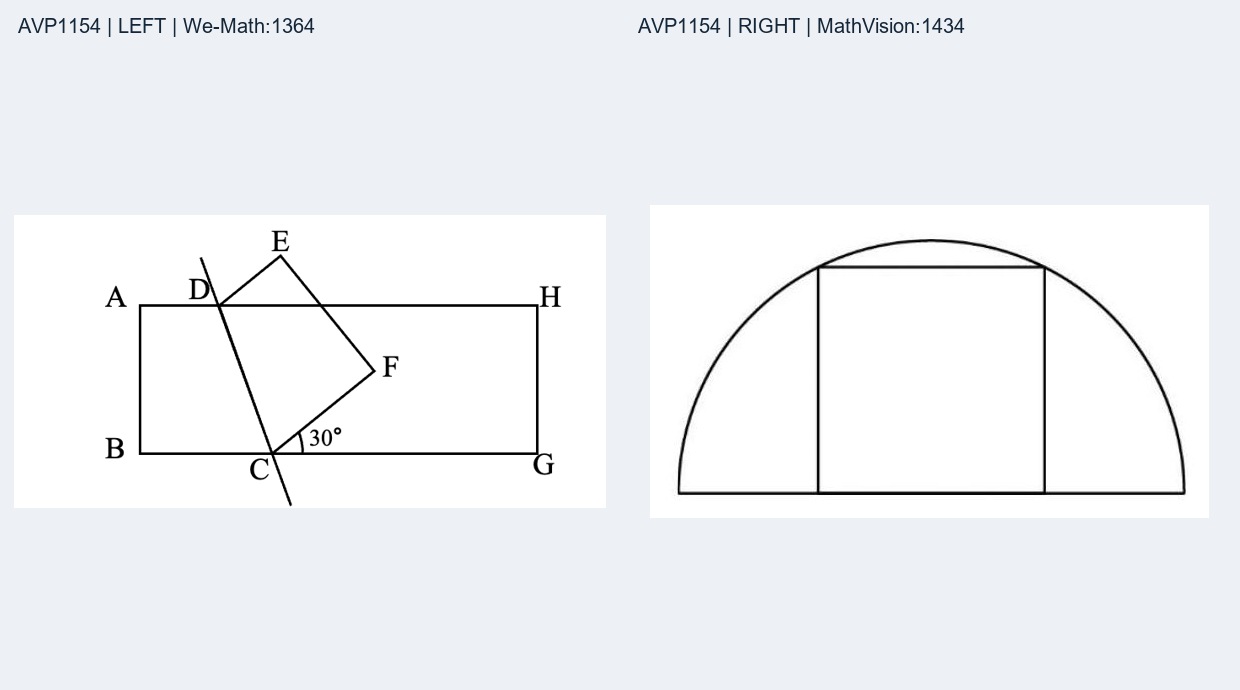 AVP1154 | LEFT | We-Math:1364
AVP1154 | RIGHT | MathVision:1434
E
A
D
H
F
B
30°
C
G